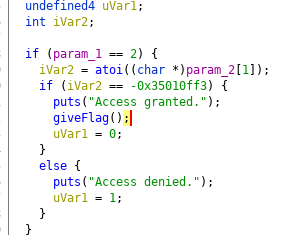 undefined4 uVar1;
int iVar2;
if (param_1 == 2) {
iVar2 = atoi((char *)param_2[1]);
if (iVar2 == -0x35010ff3) {
puts("Access granted.");
giveFlag();
uVar1 = 0;
}
else {
puts("Access denied.");
uVar1 = 1;
}
}